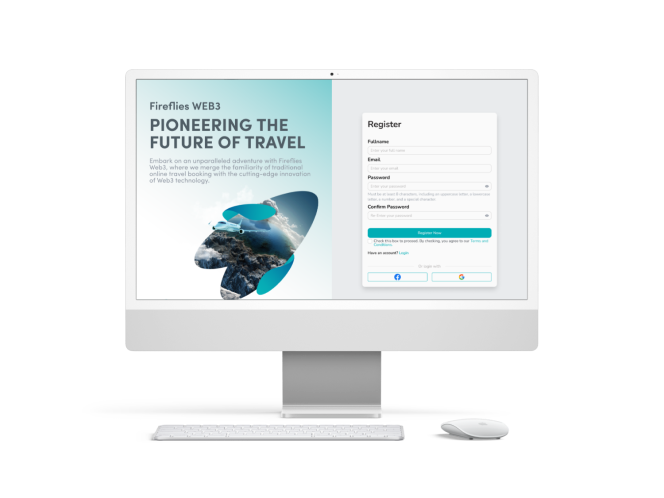 Fireflies WEB3
PIONEERING THE
FUTURE OF TRAVEL
Embark on an unparalleled adventure with Fireflies
Web3, where we merge the familiarity of traditional
online travel booking with the cutting-edge innovation
of Web3 technology.
Register
Fullname
Enter your full name
Email
Enter your email
Password
Enter your password
Must be at least 8 characters, including an uppercase letter, a lowercase
letter, a number, and a special character.
Confirm Password
Re-Enter your password
Register Now
Check this box to proceed. By checking, you agree to our Terms and
Conditions
Have an account? Login
Or login with